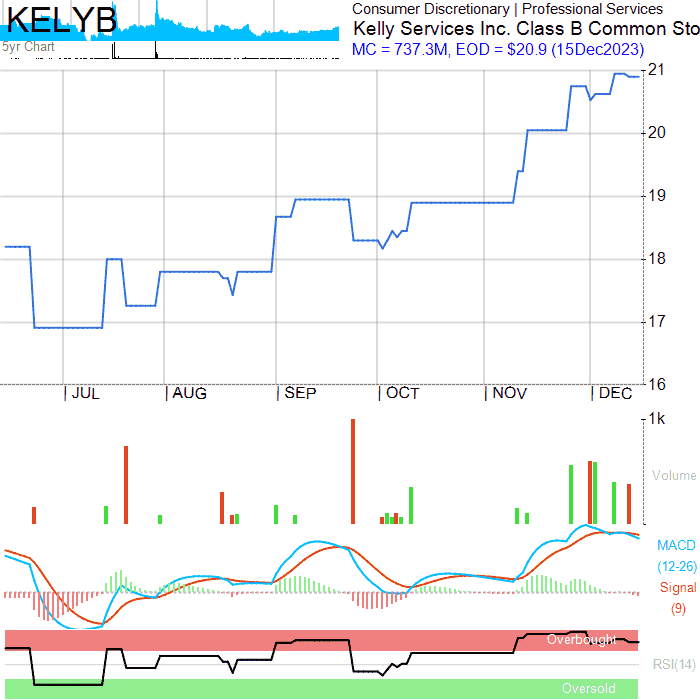 KELYB
5yr Chart
Consumer Discretionary | Professional Services
Kelly Services Inc. Class B Common Sto
MC = 737.3M, EOD = $20.9 (15Dec2023)
21
20
19
18
17
16
JUL AUG SEP OCT NOV DEC
1k
Volume
MACD
(12-26)
Signal
(9)
Overbought
RSI(14)
Oversold